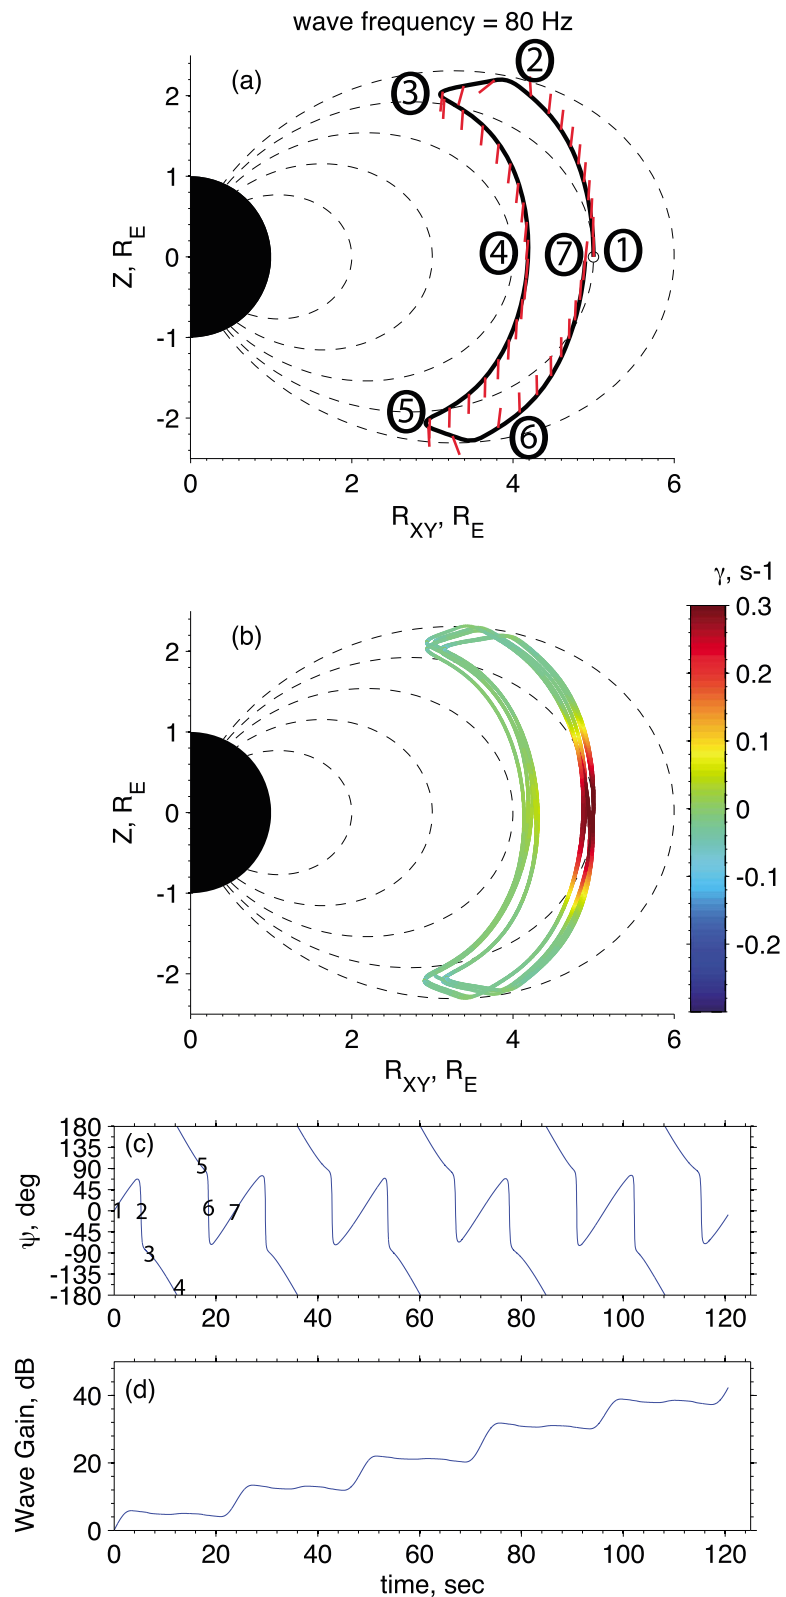 wave frequency = 80 Hz
(a)
2
1
0
-1
-2
Z, R_E
① ② ③ ④ ⑤ ⑥ ⑦
0 2 4 6
R_XY, R_E
γ, s-1
(b)
2
1
0
-1
-2
Z, R_E
0.3
0.2
0.1
0
-0.1
-0.2
0 2 4 6
R_XY, R_E
(c)
180
135
90
45
0
-45
-90
-135
-180
ψ, deg
1 2 3 4 5 6 7
0 20 40 60 80 100 120
(d)
40
20
0
Wave Gain, dB
0 20 40 60 80 100 120
time, sec